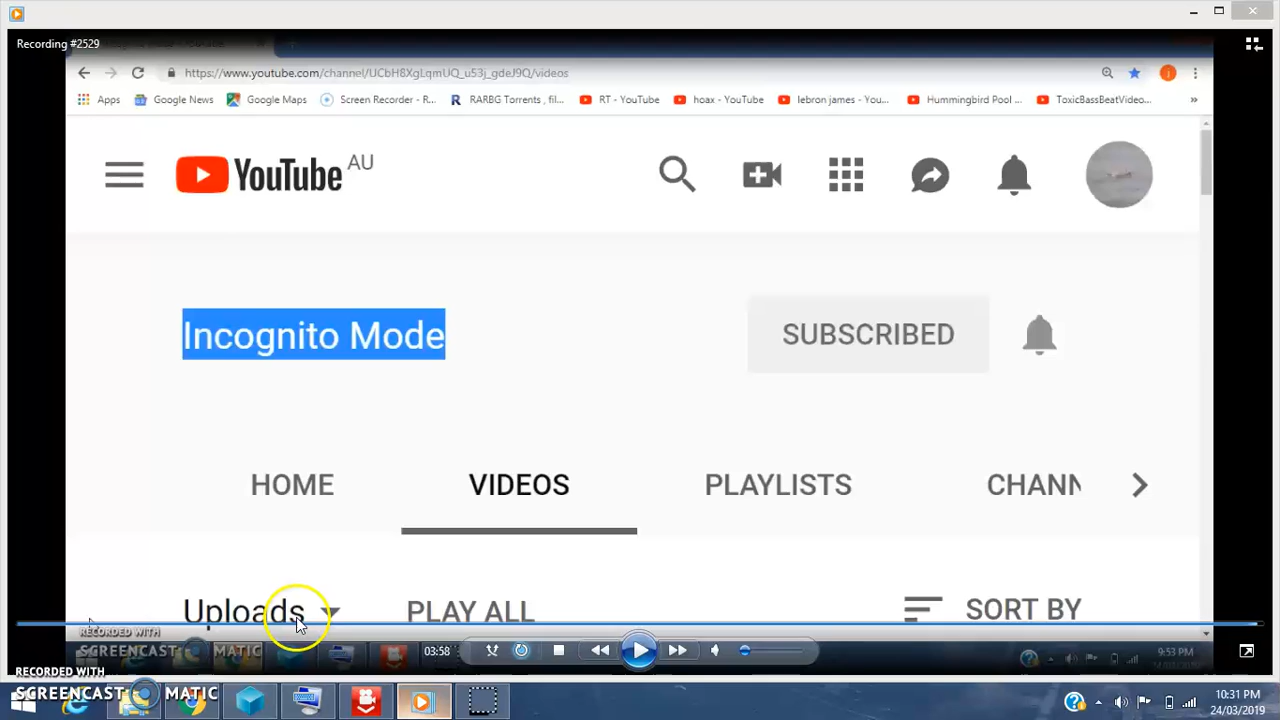 Recording #2529
https://www.youtube.com/channel/UCbH8XgLqmUQ_u53j_gdeJ9Q/videos
Apps Google News Google Maps Screen Recorder - R... RARBG Torrents , fil... RT - YouTube hoax - YouTube lebron james - You... Hummingbird Pool ... ToxicBassBeatVideo... »
YouTube AU
Incognito Mode SUBSCRIBED
HOME VIDEOS PLAYLISTS CHANN
Uploads PLAY ALL SORT BY
RECORDED WITH
SCREENCAST MATIC 03:58 9:53 PM
RECORDED WITH
SCREENCAST MATIC 10:31 PM
24/03/2019